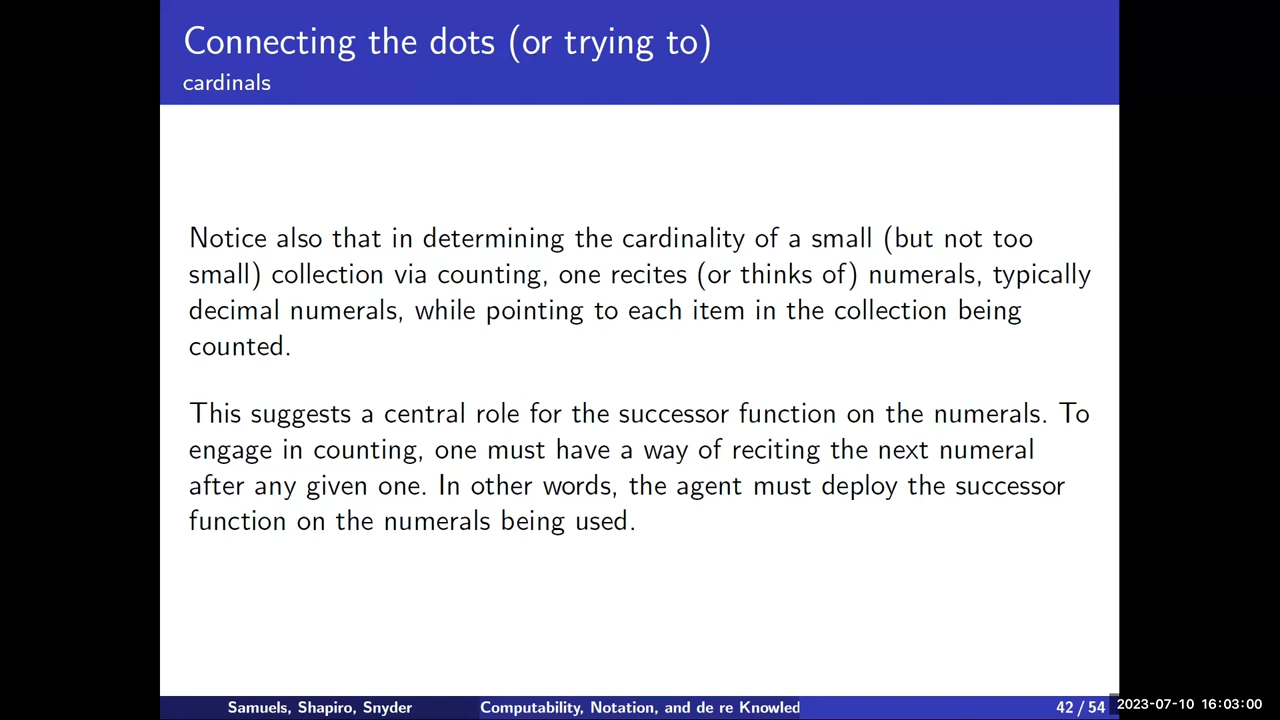 Connecting the dots (or trying to)
cardinals
Notice also that in determining the cardinality of a small (but not too
small) collection via counting, one recites (or thinks of) numerals, typically
decimal numerals, while pointing to each item in the collection being
counted.
This suggests a central role for the successor function on the numerals. To
engage in counting, one must have a way of reciting the next numeral
after any given one. In other words, the agent must deploy the successor
function on the numerals being used.
Samuels, Shapiro, Snyder Computability, Notation, and de re Knowled 42 / 54 2023-07-10 16:03:00